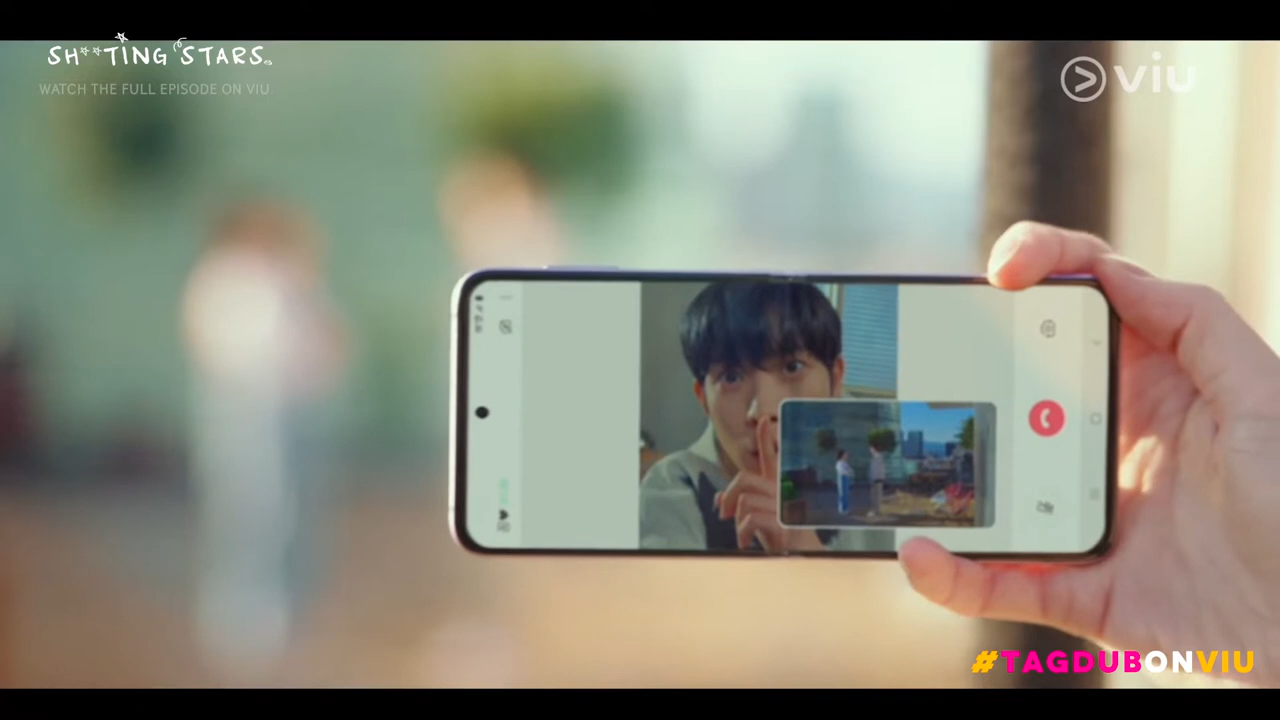 SH**TING STARS
WATCH THE FULL EPISODE ON VIU
viu
#TAGDUBONVIU